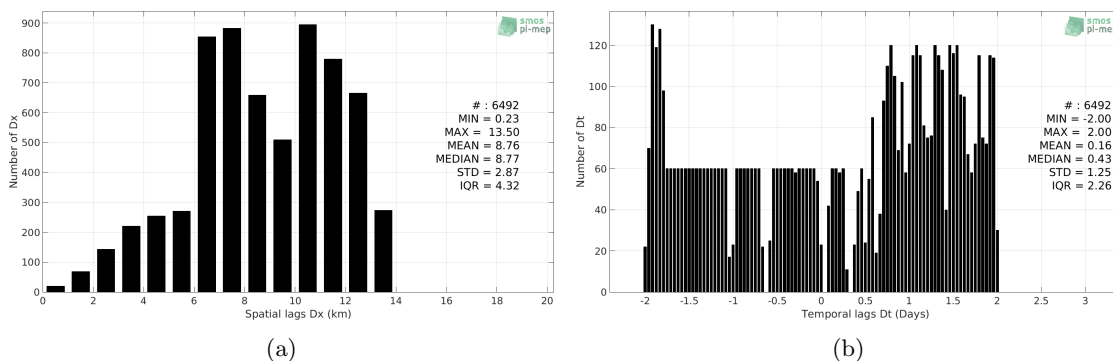 900
800
700
600
500
400
300
200
100
0
Number of Dx
0 2 4 6 8 10 12 14 16 18 20
Spatial lags Dx (km)
smos
pi-mep
# : 6492
MIN = 0.23
MAX = 13.50
MEAN = 8.76
MEDIAN = 8.77
STD = 2.87
IQR = 4.32
(a)
120
100
80
60
40
20
0
Number of Dt
-2 -1.5 -1 -0.5 0 0.5 1 1.5 2 2.5 3
Temporal lags Dt (Days)
smos
pi-mep
# : 6492
MIN = -2.00
MAX = 2.00
MEAN = 0.16
MEDIAN = 0.43
STD = 1.25
IQR = 2.26
(b)